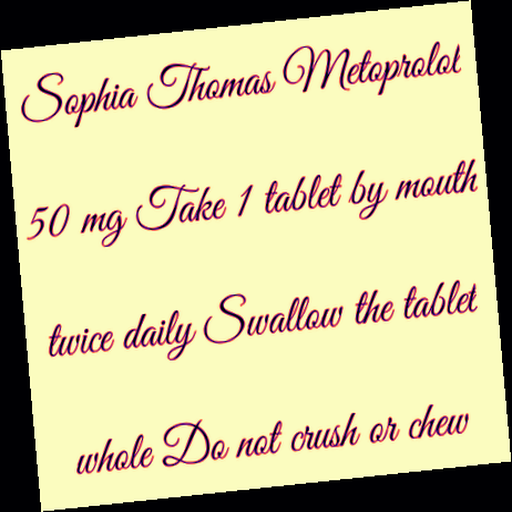 Sophia Thomas Metoprolol
50 mg Take 1 tablet by mouth
twice daily Swallow the tablet
whole Do not crush or chew